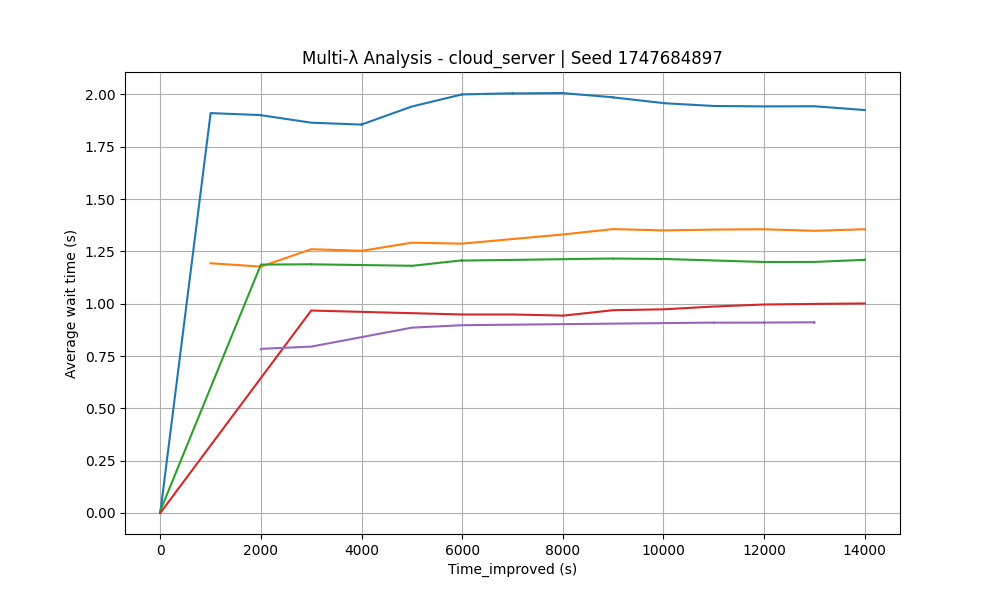 Multi-λ Analysis - cloud_server | Seed 1747684897
2.00
1.75
1.50
1.25
1.00
0.75
0.50
0.25
0.00
Average wait time (s)
0 2000 4000 6000 8000 10000 12000 14000
Time_improved (s)